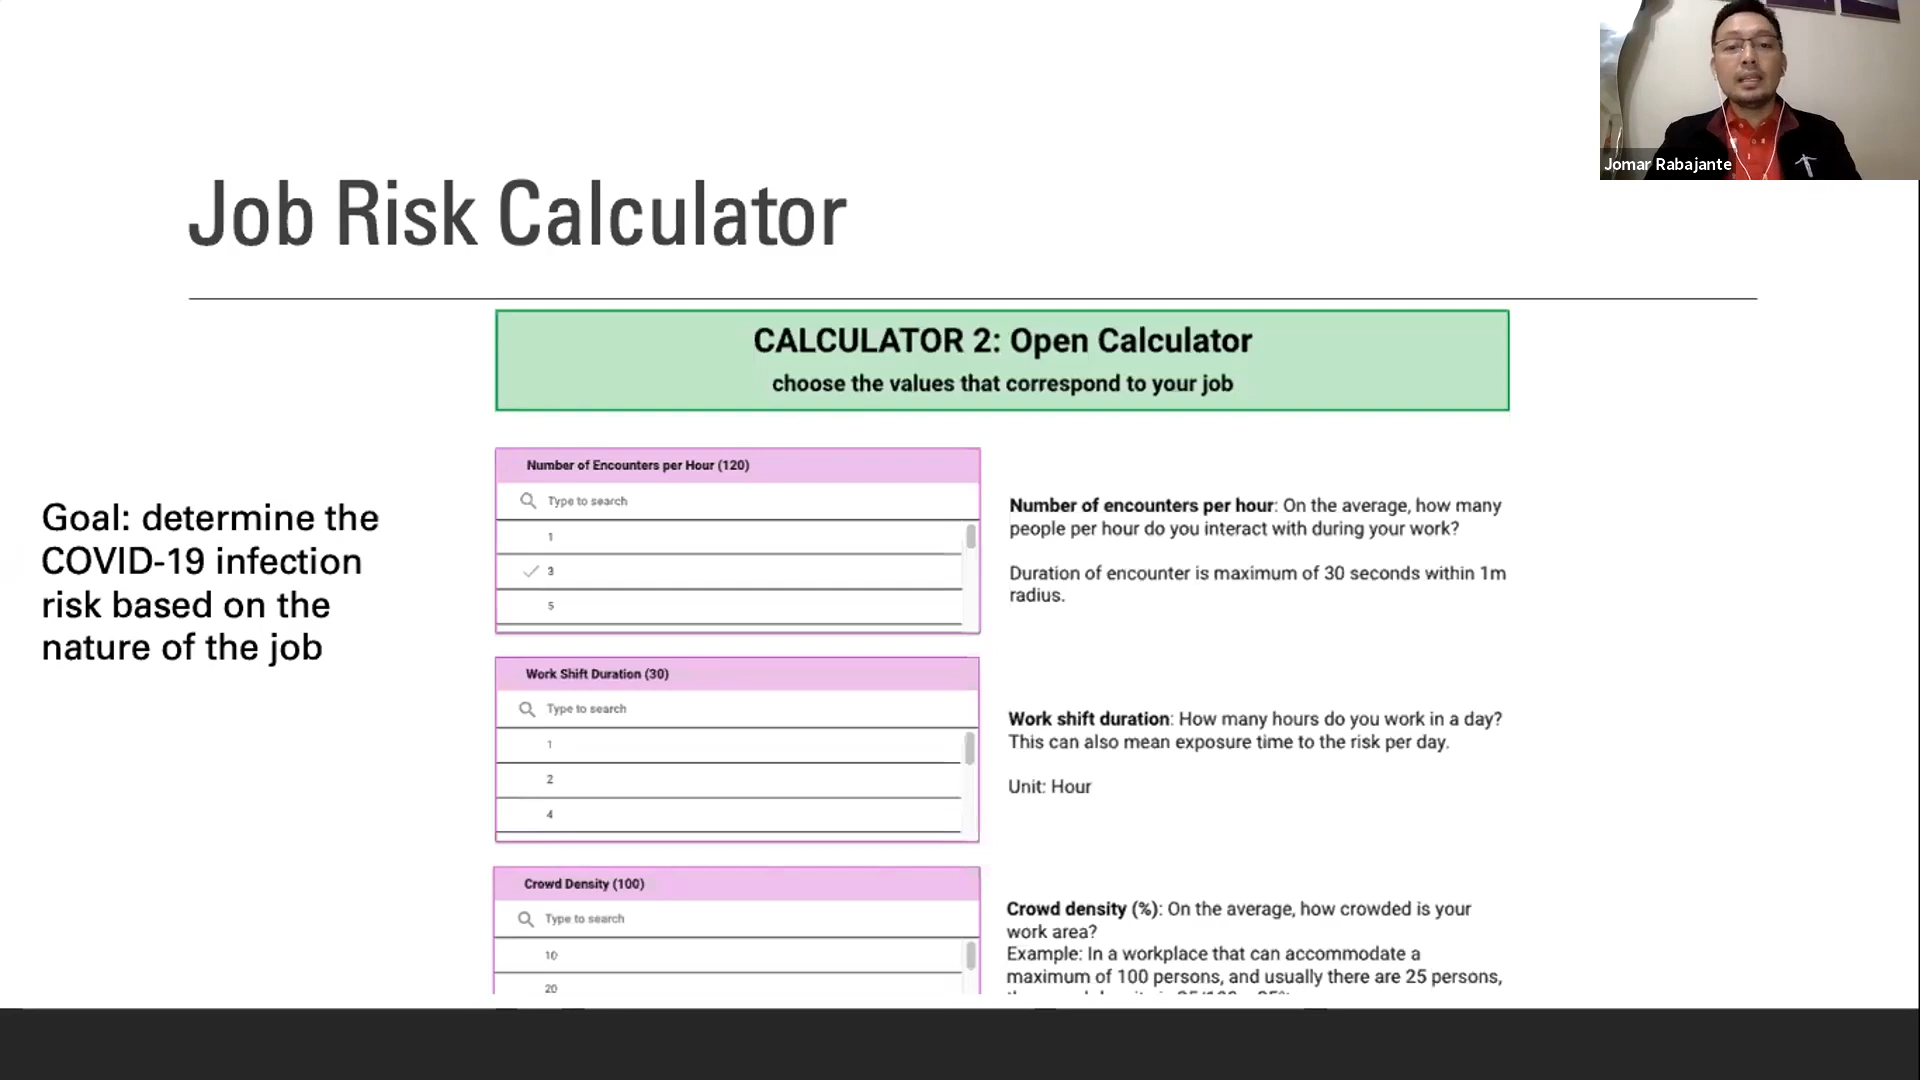 Jomar Rabajante
Job Risk Calculator
CALCULATOR 2: Open Calculator
choose the values that correspond to your job
Goal: determine the
COVID-19 infection
risk based on the
nature of the job
Number of Encounters per Hour (120)
Type to search
1
3
5
Number of encounters per hour: On the average, how many
people per hour do you interact with during your work?
Duration of encounter is maximum of 30 seconds within 1m
radius.
Work Shift Duration (30)
Type to search
1
2
4
Work shift duration: How many hours do you work in a day?
This can also mean exposure time to the risk per day.
Unit: Hour
Crowd Density (100)
Type to search
10
20
Crowd density (%): On the average, how crowded is your
work area?
Example: In a workplace that can accommodate a
maximum of 100 persons, and usually there are 25 persons,